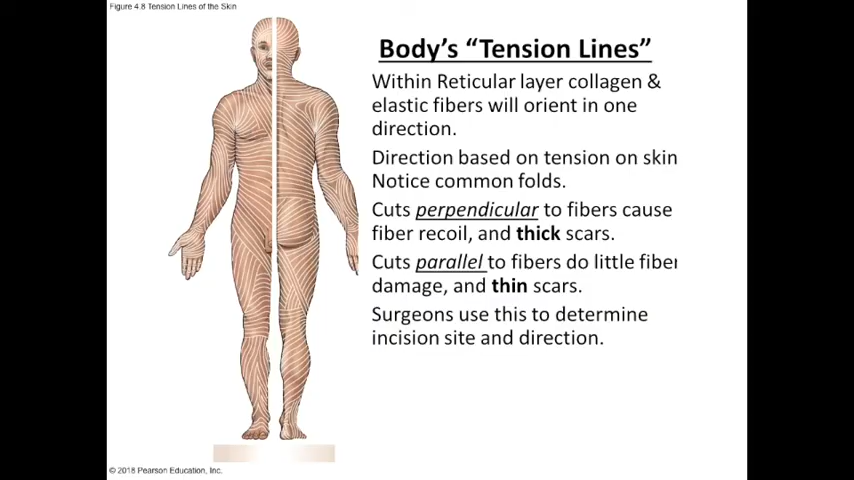 Figure 4.8 Tension Lines of the Skin
Body's “Tension Lines”
Within Reticular layer collagen &
elastic fibers will orient in one
direction.
Direction based on tension on skin
Notice common folds.
Cuts perpendicular to fibers cause
fiber recoil, and thick scars.
Cuts parallel to fibers do little fiber
damage, and thin scars.
Surgeons use this to determine
incision site and direction.
© 2018 Pearson Education, Inc.